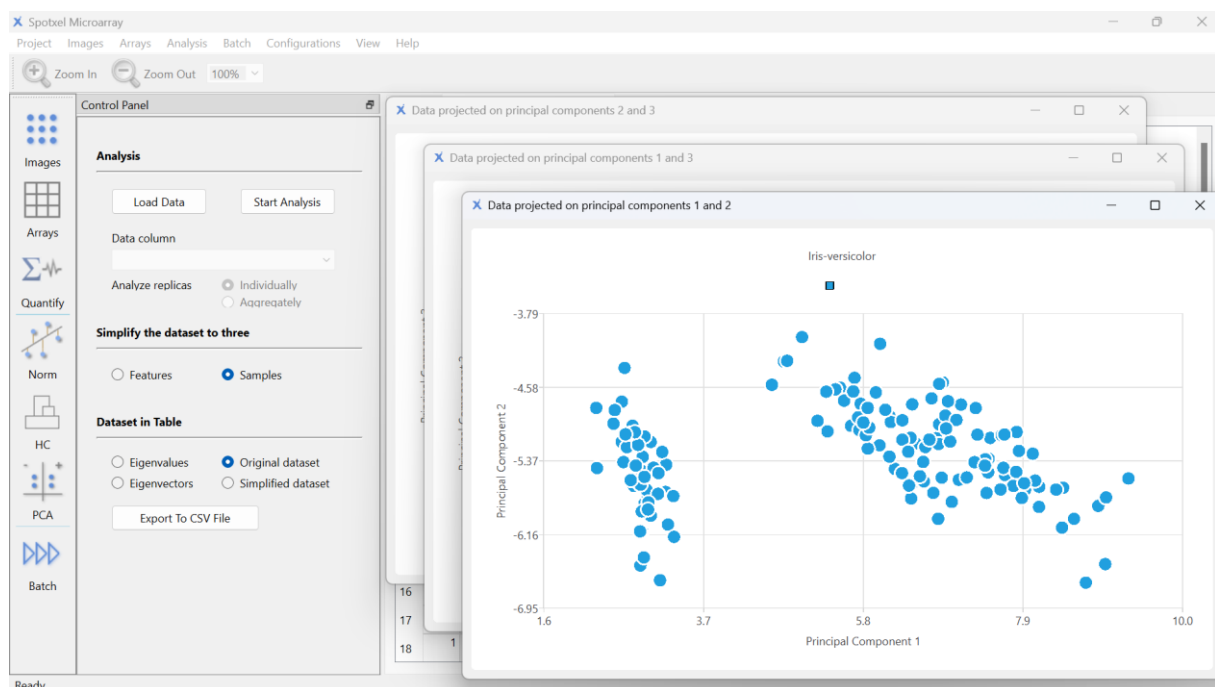 Spotxel Microarray
Project Images Arrays Analysis Batch Configurations View Help
Zoom In Zoom Out 100%
Control Panel
Images
Arrays
Quantify
Norm
HC
PCA
Batch
Analysis
Load Data Start Analysis
Data column
Analyze replicas Individually
Aggregately
Simplify the dataset to three
Features Samples
Dataset in Table
Eigenvalues Original dataset
Eigenvectors Simplified dataset
Export To CSV File
Data projected on principal components 2 and 3
Data projected on principal components 1 and 3
Data projected on principal components 1 and 2
Iris-versicolor
-3.79
-4.58
-5.37
-6.16
-6.95
Principal Component 2
1.6 3.7 5.8 7.9 10.0
Principal Component 1
16
17
18 1
Ready